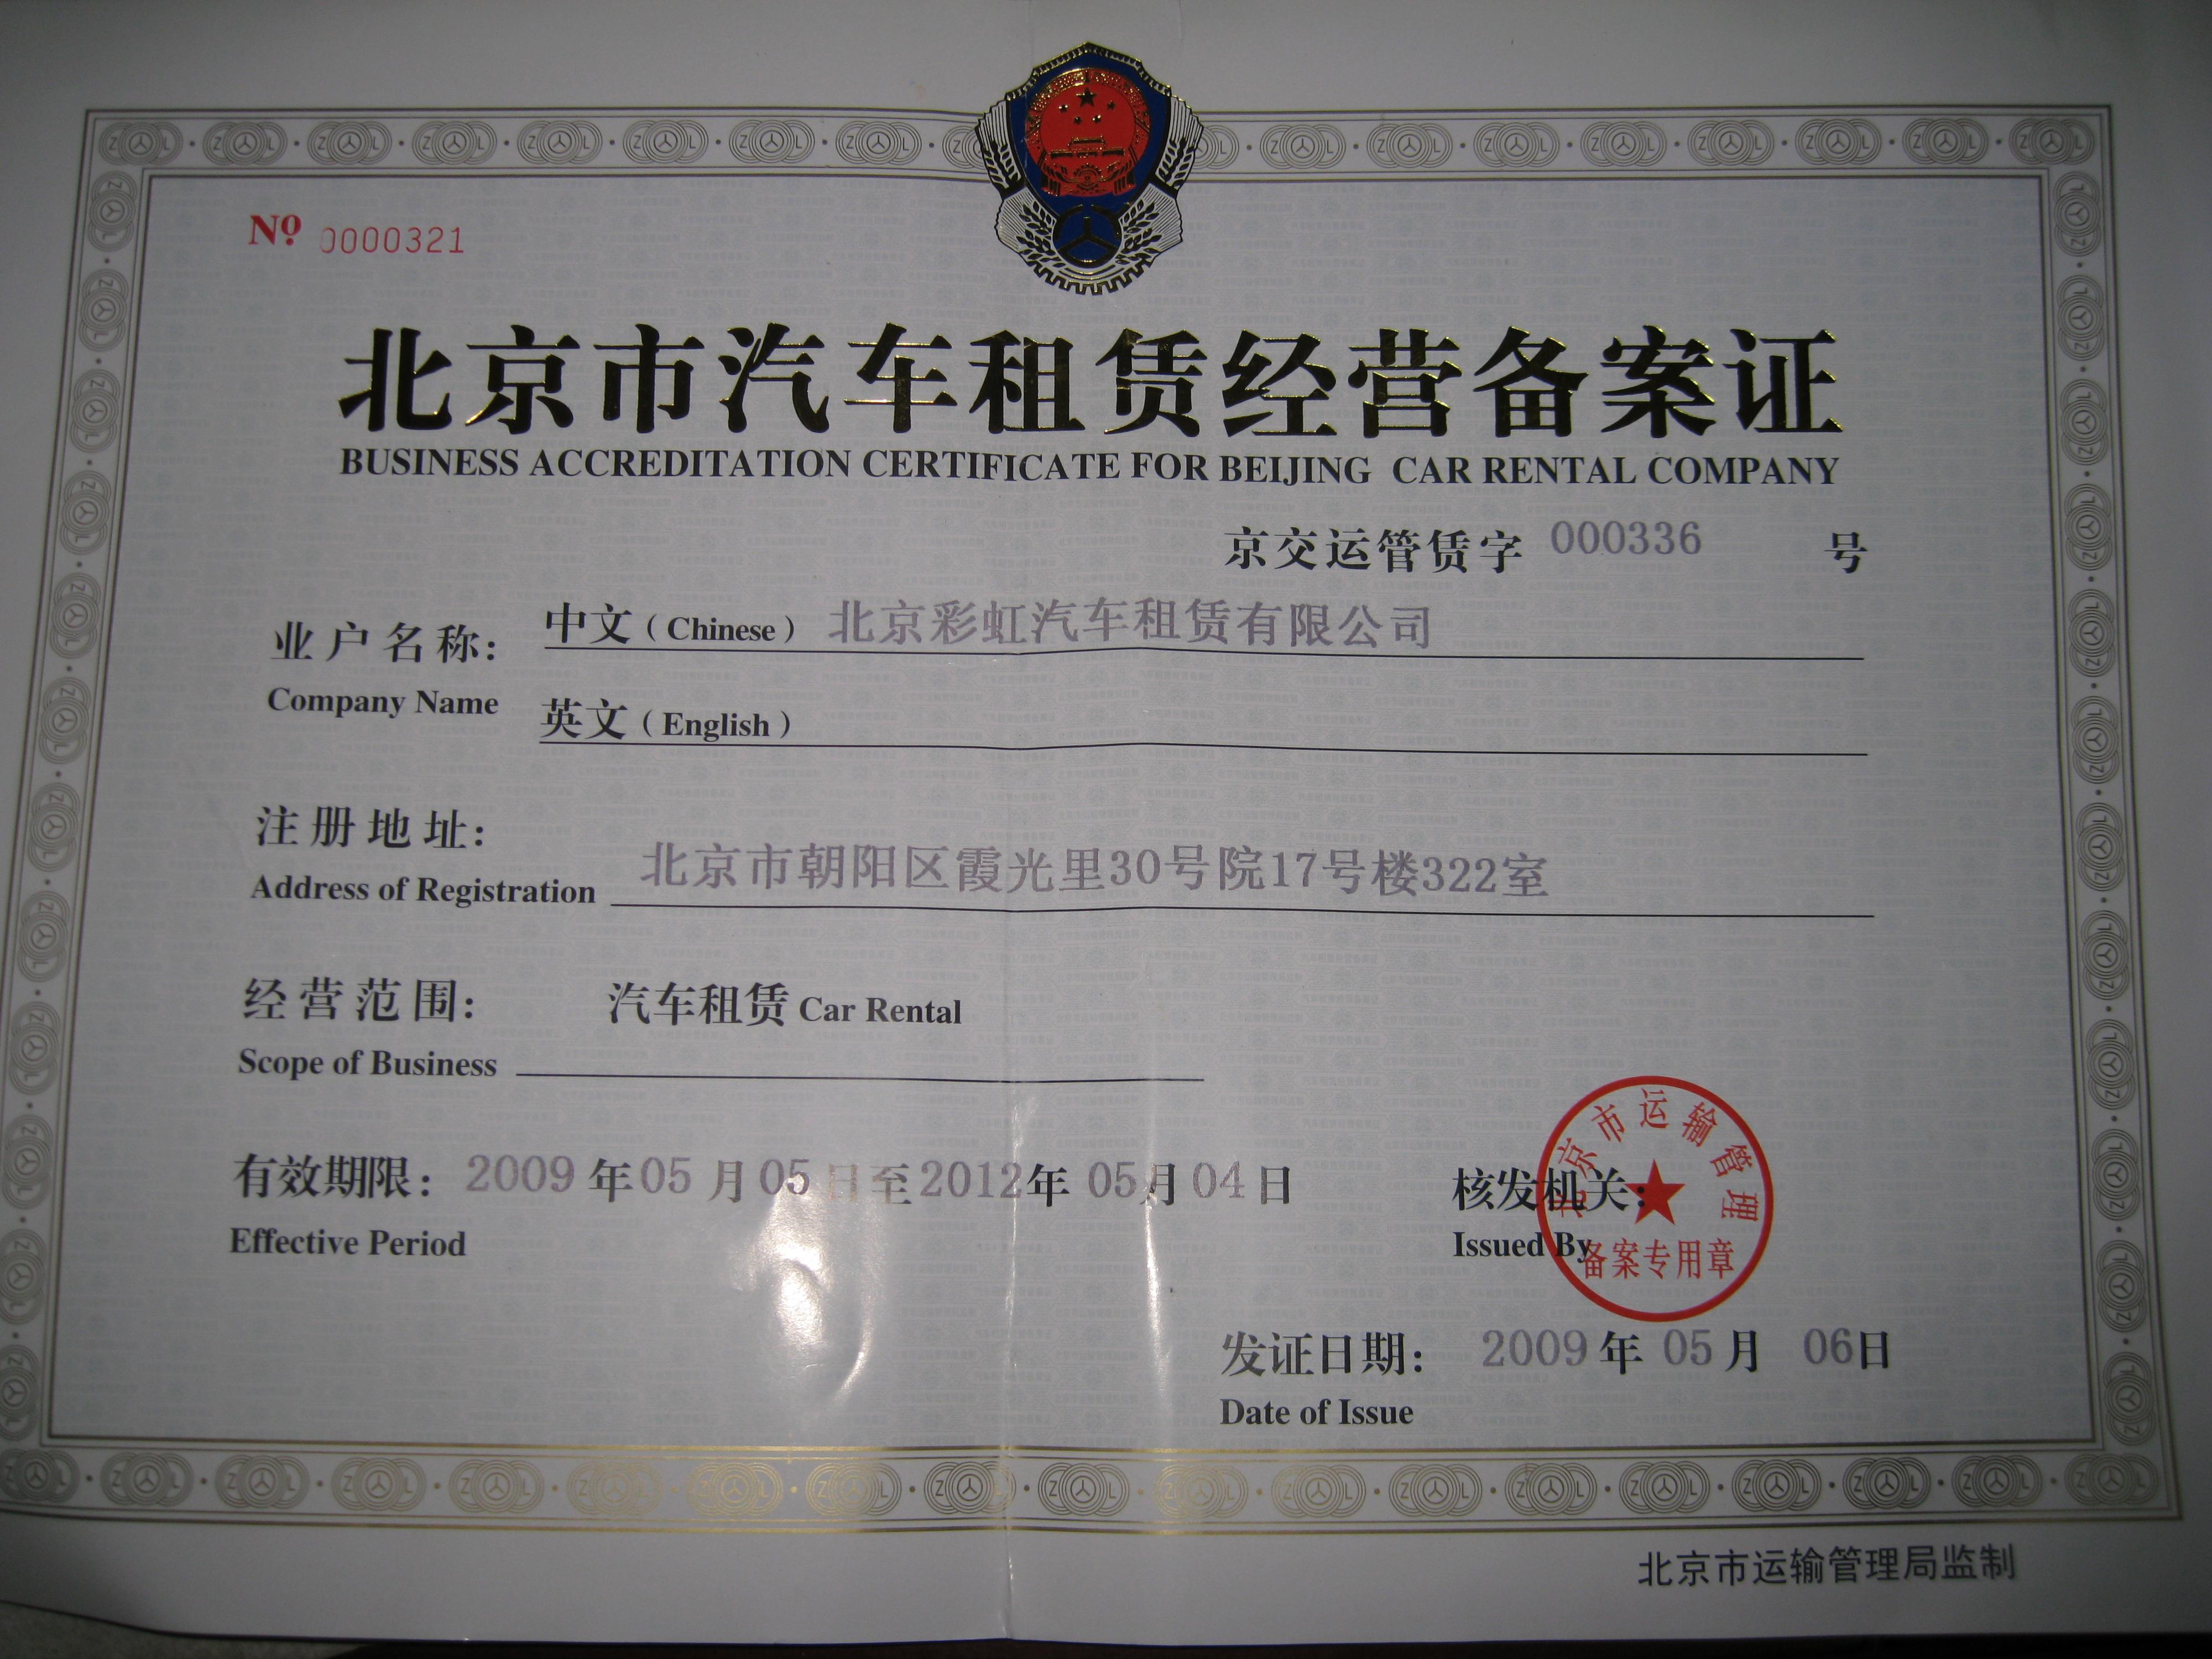 No 0000321
北京市汽车租赁经营备案证
BUSINESS ACCREDITATION CERTIFICATE FOR BEIJING CAR RENTAL COMPANY
京交运管赁字 000336 号
业户名称: 中文(Chinese) 北京彩虹汽车租赁有限公司
Company Name 英文(English)
注册地址:
Address of Registration 北京市朝阳区霞光里30号院17号楼322室
经营范围: 汽车租赁 Car Rental
Scope of Business
有效期限: 2009 年 05 月 05 日至 2012 年 05 月 04 日
Effective Period
核发机关:
Issued By
北京市运输管理
备案专用章
发证日期: 2009 年 05 月 06 日
Date of Issue
北京市运输管理局监制